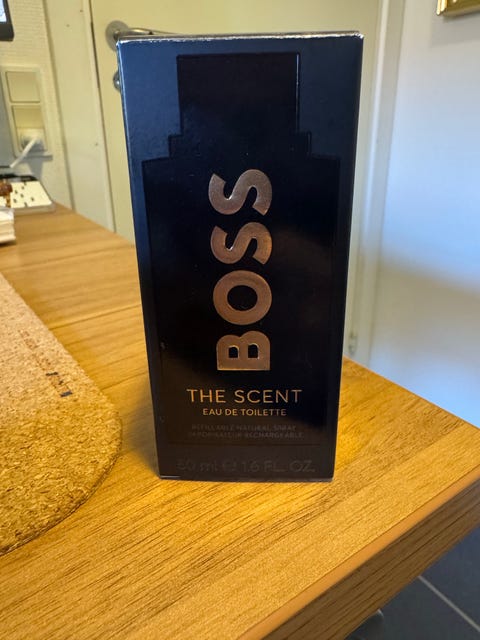 BOSS
THE SCENT
EAU DE TOILETTE
REFILLABLE NATURAL SPRAY
VAPORISATEUR RECHARGEABLE
50 ml ℮ 1.6 FL. OZ.